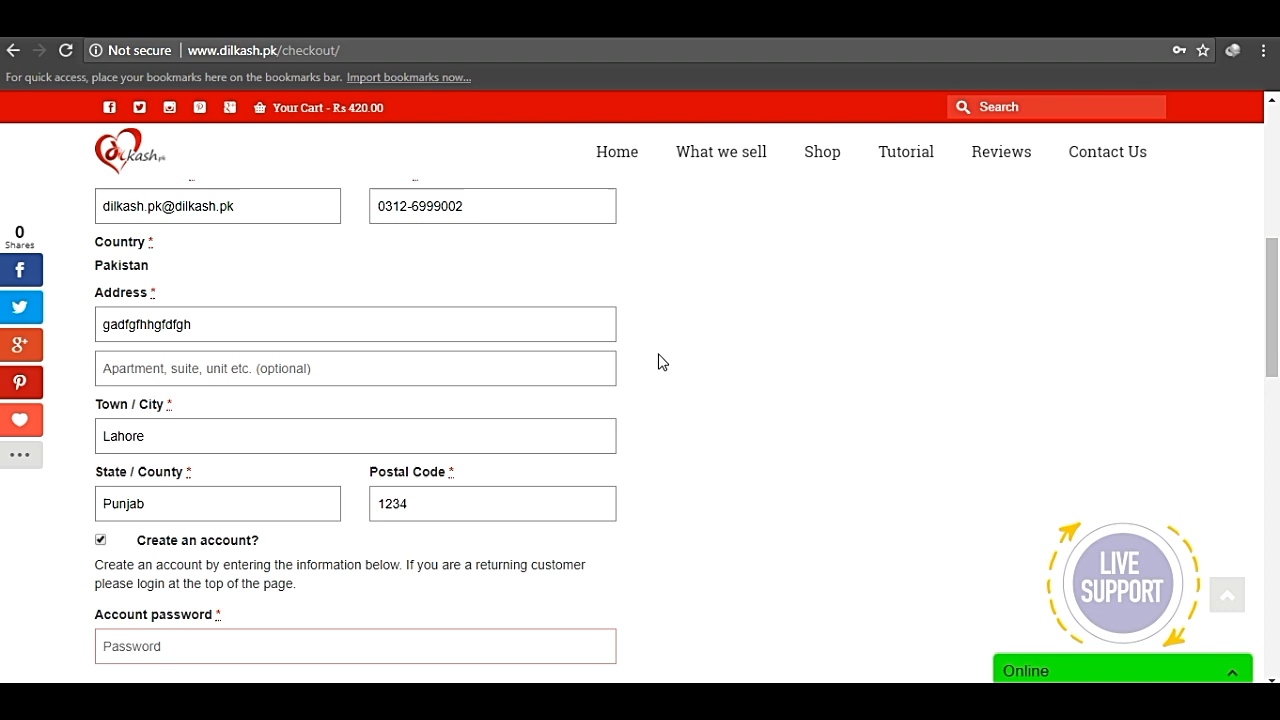 Not secure | www.dilkash.pk/checkout/
For quick access, place your bookmarks here on the bookmarks bar. Import bookmarks now...
Your Cart - Rs 420.00
Search
dilkash.pk
Home What we sell Shop Tutorial Reviews Contact Us
dilkash.pk@dilkash.pk 0312-6999002
0
Shares
Country *
Pakistan
Address *
gadfgfhhgfdfgh
Apartment, suite, unit etc. (optional)
Town / City *
Lahore
State / County * Postal Code *
Punjab 1234
Create an account?
Create an account by entering the information below. If you are a returning customer
please login at the top of the page.
Account password *
Password
LIVE
SUPPORT
Online